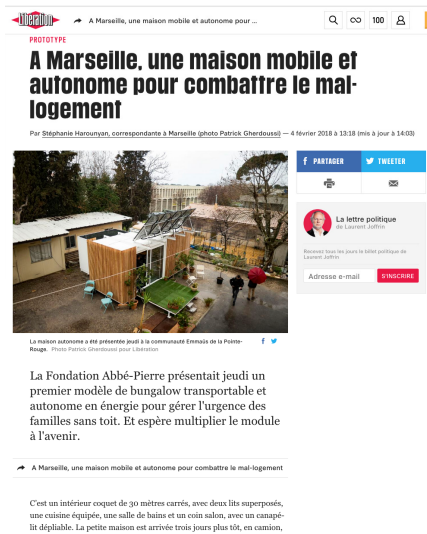 Libération
A Marseille, une maison mobile et autonome pour ...
100
PROTOTYPE
A Marseille, une maison mobile et
autonome pour combattre le mal-
logement
Par Stéphanie Harounyan, correspondante à Marseille (photo Patrick Gherdoussi) — 4 février 2018 à 13:18 (mis à jour à 14:03)
f PARTAGER
TWEETER
La lettre politique
de Laurent Joffrin
Recevez tous les jours le billet politique de
Laurent Joffrin
Adresse e-mail
S'INSCRIRE
La maison autonome a été présentée jeudi à la communauté Emmaüs de la Pointe-
Rouge. Photo Patrick Gherdoussi pour Libération
f
La Fondation Abbé-Pierre présentait jeudi un
premier modèle de bungalow transportable et
autonome en énergie pour gérer l'urgence des
familles sans toit. Et espère multiplier le module
à l'avenir.
A Marseille, une maison mobile et autonome pour combattre le mal-logement
C'est un intérieur coquet de 30 mètres carrés, avec deux lits superposés,
une cuisine équipée, une salle de bains et un coin salon, avec un canapé-
lit dépliable. La petite maison est arrivée trois jours plus tôt, en camion,